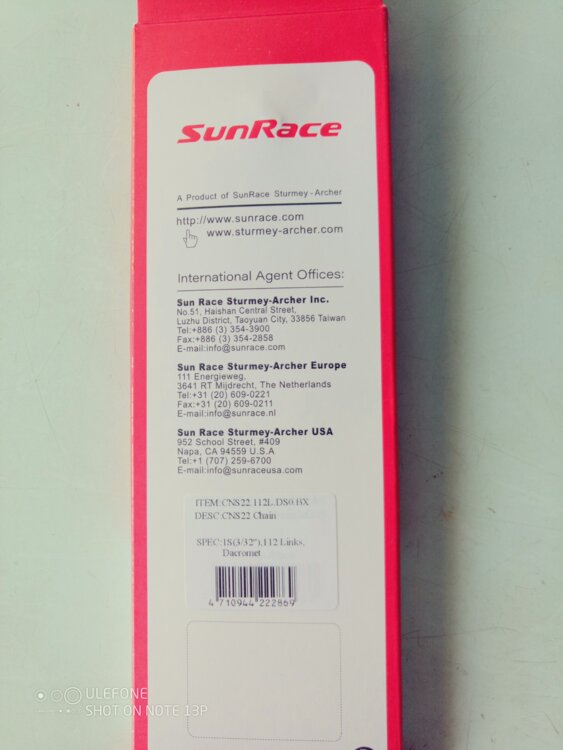 SunRace
A Product of SunRace Sturmey-Archer
http://www.sunrace.com
www.sturmey-archer.com
International Agent Offices:
Sun Race Sturmey-Archer Inc.
No.51, Haishan Central Street,
Luzhu District, Taoyuan City, 33856 Taiwan
Tel:+886 (3) 354-3900
Fax:+886 (3) 354-2858
E-mail:info@sunrace.com
Sun Race Sturmey-Archer Europe
111 Energieweg,
3641 RT Mijdrecht, The Netherlands
Tel:+31 (20) 609-0221
Fax:+31 (20) 609-0211
E-mail:info@sunrace.nl
Sun Race Sturmey-Archer USA
952 School Street, #409
Napa, CA 94559 U.S.A
Tel:+1 (707) 259-6700
E-mail:info@sunraceusa.com
ITEM:CNS22.112L.DS0.BX
DESC:CNS22 Chain
SPEC:1S(3/32"),112 Links,
Dacromet
4 710944 222869
ULEFONE
SHOT ON NOTE 13P